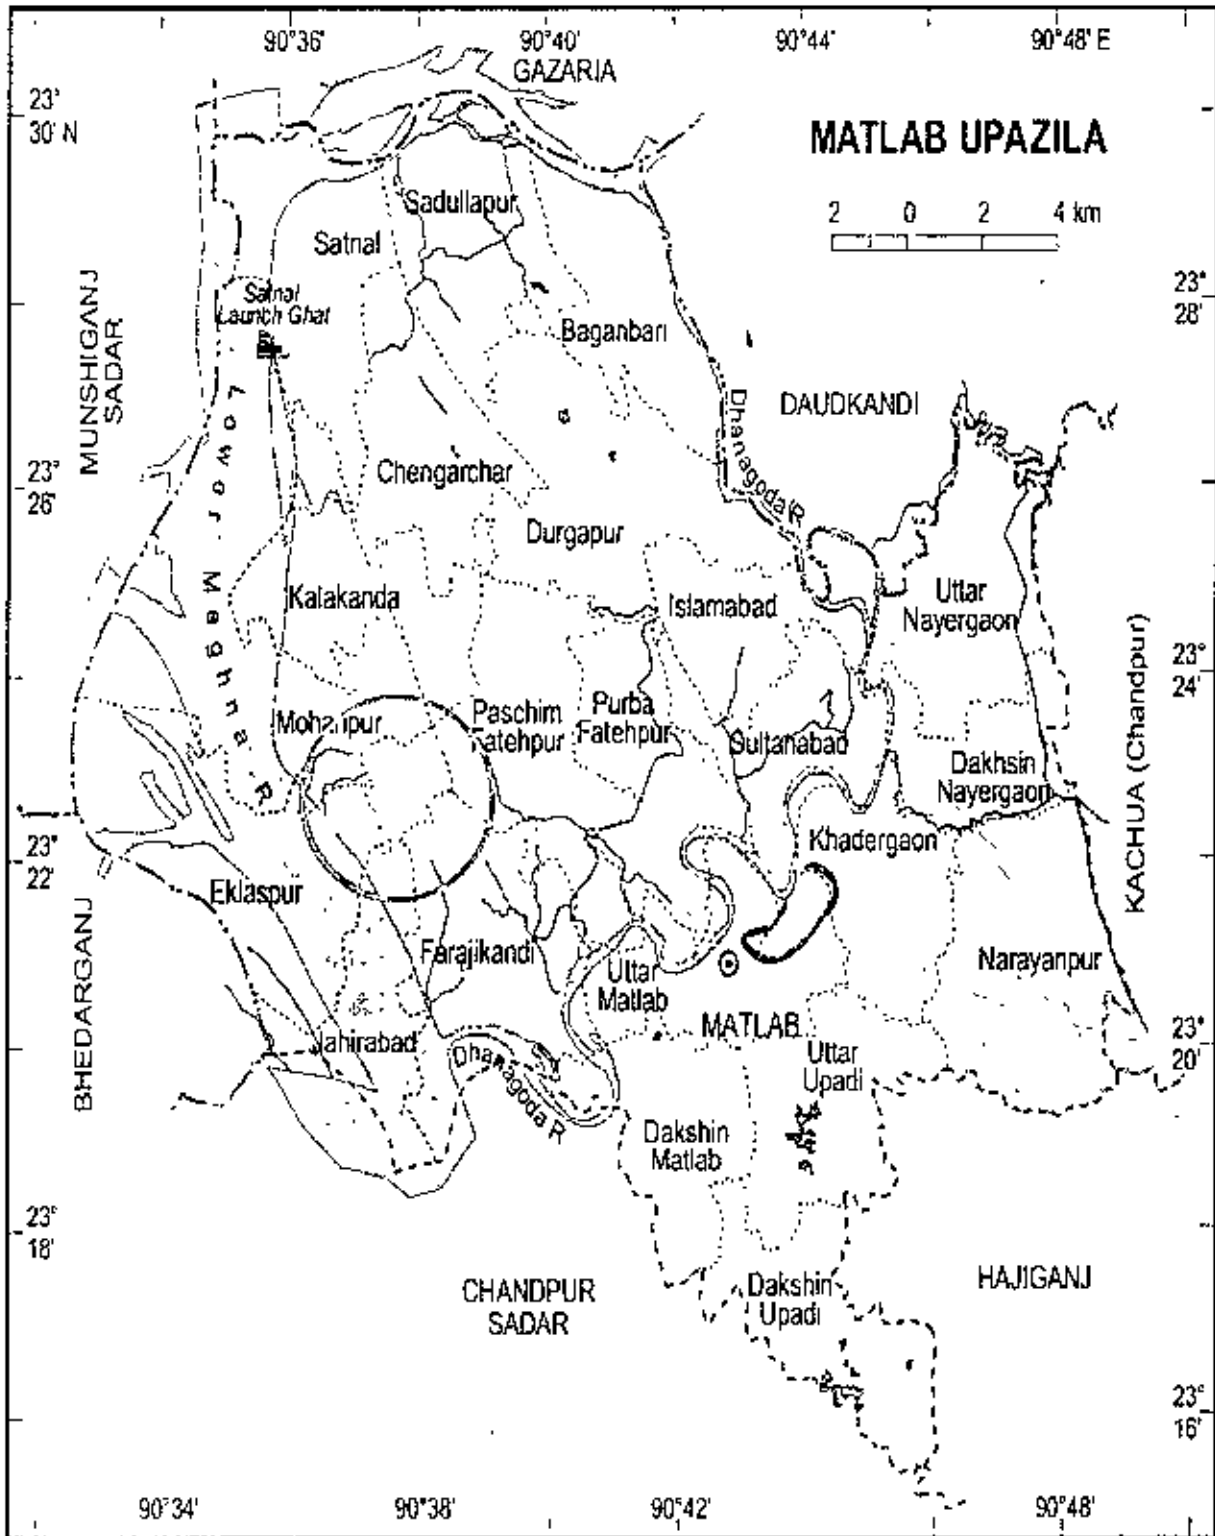 90°36'
90°40'
90°44'
90°48' E
GAZARIA
23°
30' N
MATLAB UPAZILA
2 0 2 4 km
Sadullapur
Satnal
MUNSHIGANJ
SADAR
Satnal
Launch Ghat
23°
28'
Baganbari
DAUDKANDI
Dhanagoda R
Lower Meghna R
23°
26'
Chengarchar
Durgapur
Kalakanda
Islamabad
Uttar
Nayergaon
KACHUA (Chandpur)
23°
24'
Mohanpur
Paschim
Fatehpur
Purba
Fatehpur
Sultanabad
Dakhsin
Nayergaon
Khadergaon
23°
22'
Eklaspur
BHEDARGANJ
Farajikandi
Uttar
Matlab
Narayanpur
MATLAB
23°
20'
Jahirabad
Dhanagoda R
Uttar
Upadi
Dakshin
Matlab
23°
18'
CHANDPUR
SADAR
Dakshin
Upadi
HAJIGANJ
23°
16'
90°34'
90°38'
90°42'
90°48'